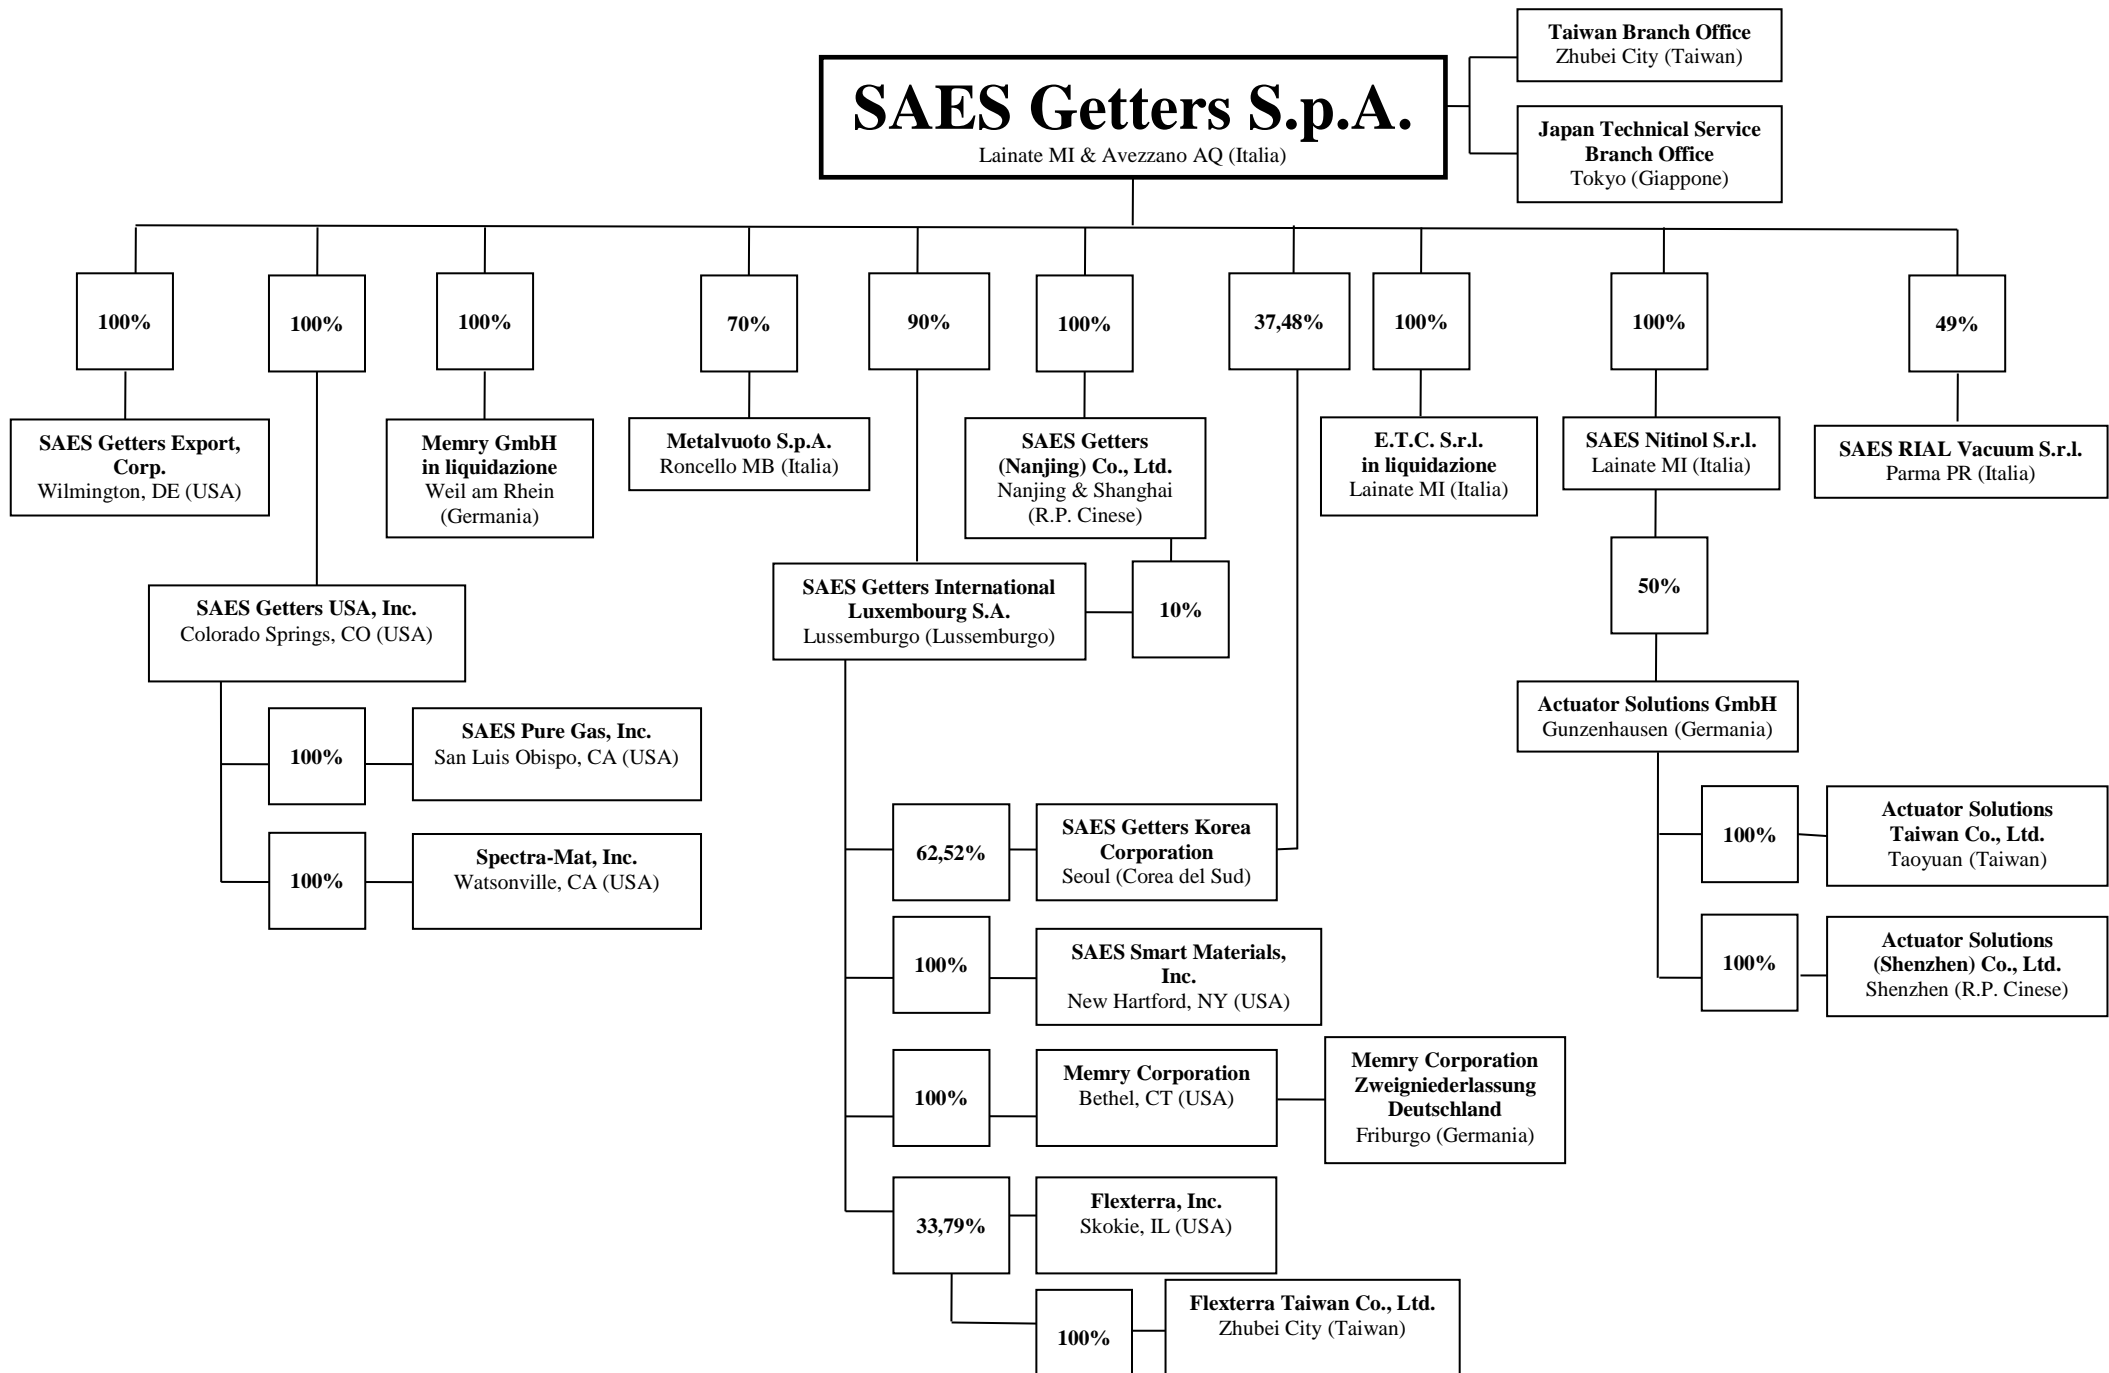 Taiwan Branch Office
Zhubei City (Taiwan)
SAES Getters S.p.A.
Lainate MI & Avezzano AQ (Italia)
Japan Technical Service
Branch Office
Tokyo (Giappone)
100%
100%
100%
70%
90%
100%
37,48%
100%
100%
49%
SAES Getters Export,
Corp.
Wilmington, DE (USA)
Memry GmbH
in liquidazione
Weil am Rhein
(Germania)
Metalvuoto S.p.A.
Roncello MB (Italia)
SAES Getters
(Nanjing) Co., Ltd.
Nanjing & Shanghai
(R.P. Cinese)
E.T.C. S.r.l.
in liquidazione
Lainate MI (Italia)
SAES Nitinol S.r.l.
Lainate MI (Italia)
SAES RIAL Vacuum S.r.l.
Parma PR (Italia)
SAES Getters USA, Inc.
Colorado Springs, CO (USA)
SAES Getters International
Luxembourg S.A.
Lussemburgo (Lussemburgo)
10%
50%
100%
SAES Pure Gas, Inc.
San Luis Obispo, CA (USA)
Actuator Solutions GmbH
Gunzenhausen (Germania)
100%
Spectra-Mat, Inc.
Watsonville, CA (USA)
62,52%
SAES Getters Korea
Corporation
Seoul (Corea del Sud)
100%
Actuator Solutions
Taiwan Co., Ltd.
Taoyuan (Taiwan)
100%
SAES Smart Materials,
Inc.
New Hartford, NY (USA)
100%
Actuator Solutions
(Shenzhen) Co., Ltd.
Shenzhen (R.P. Cinese)
100%
Memry Corporation
Bethel, CT (USA)
Memry Corporation
Zweigniederlassung
Deutschland
Friburgo (Germania)
33,79%
Flexterra, Inc.
Skokie, IL (USA)
100%
Flexterra Taiwan Co., Ltd.
Zhubei City (Taiwan)